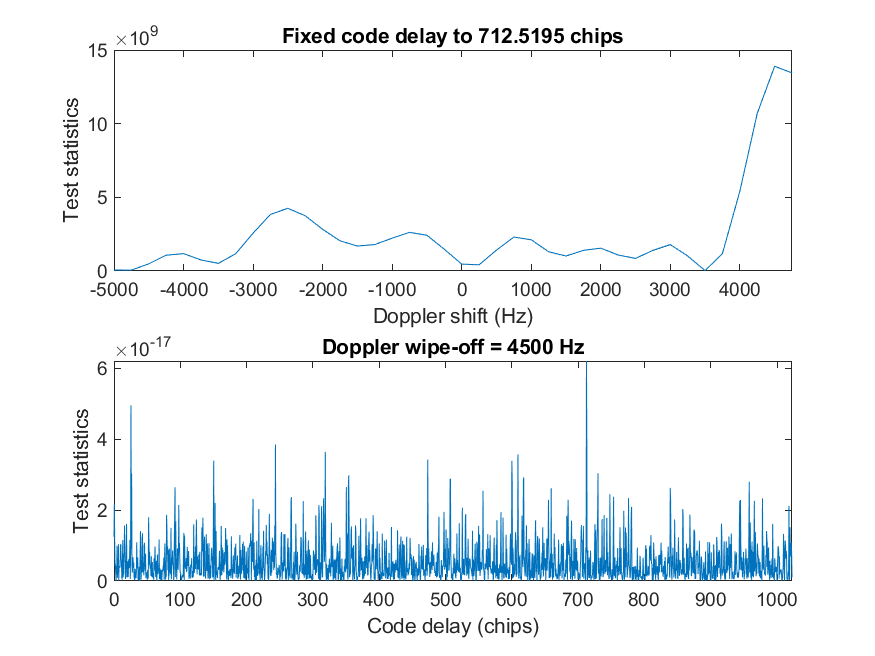 ×10⁹
Fixed code delay to 712.5195 chips
15
10
5
0
Test statistics
-5000 -4000 -3000 -2000 -1000 0 1000 2000 3000 4000
Doppler shift (Hz)
×10⁻¹⁷
Doppler wipe-off = 4500 Hz
6
4
2
0
Test statistics
0 100 200 300 400 500 600 700 800 900 1000
Code delay (chips)